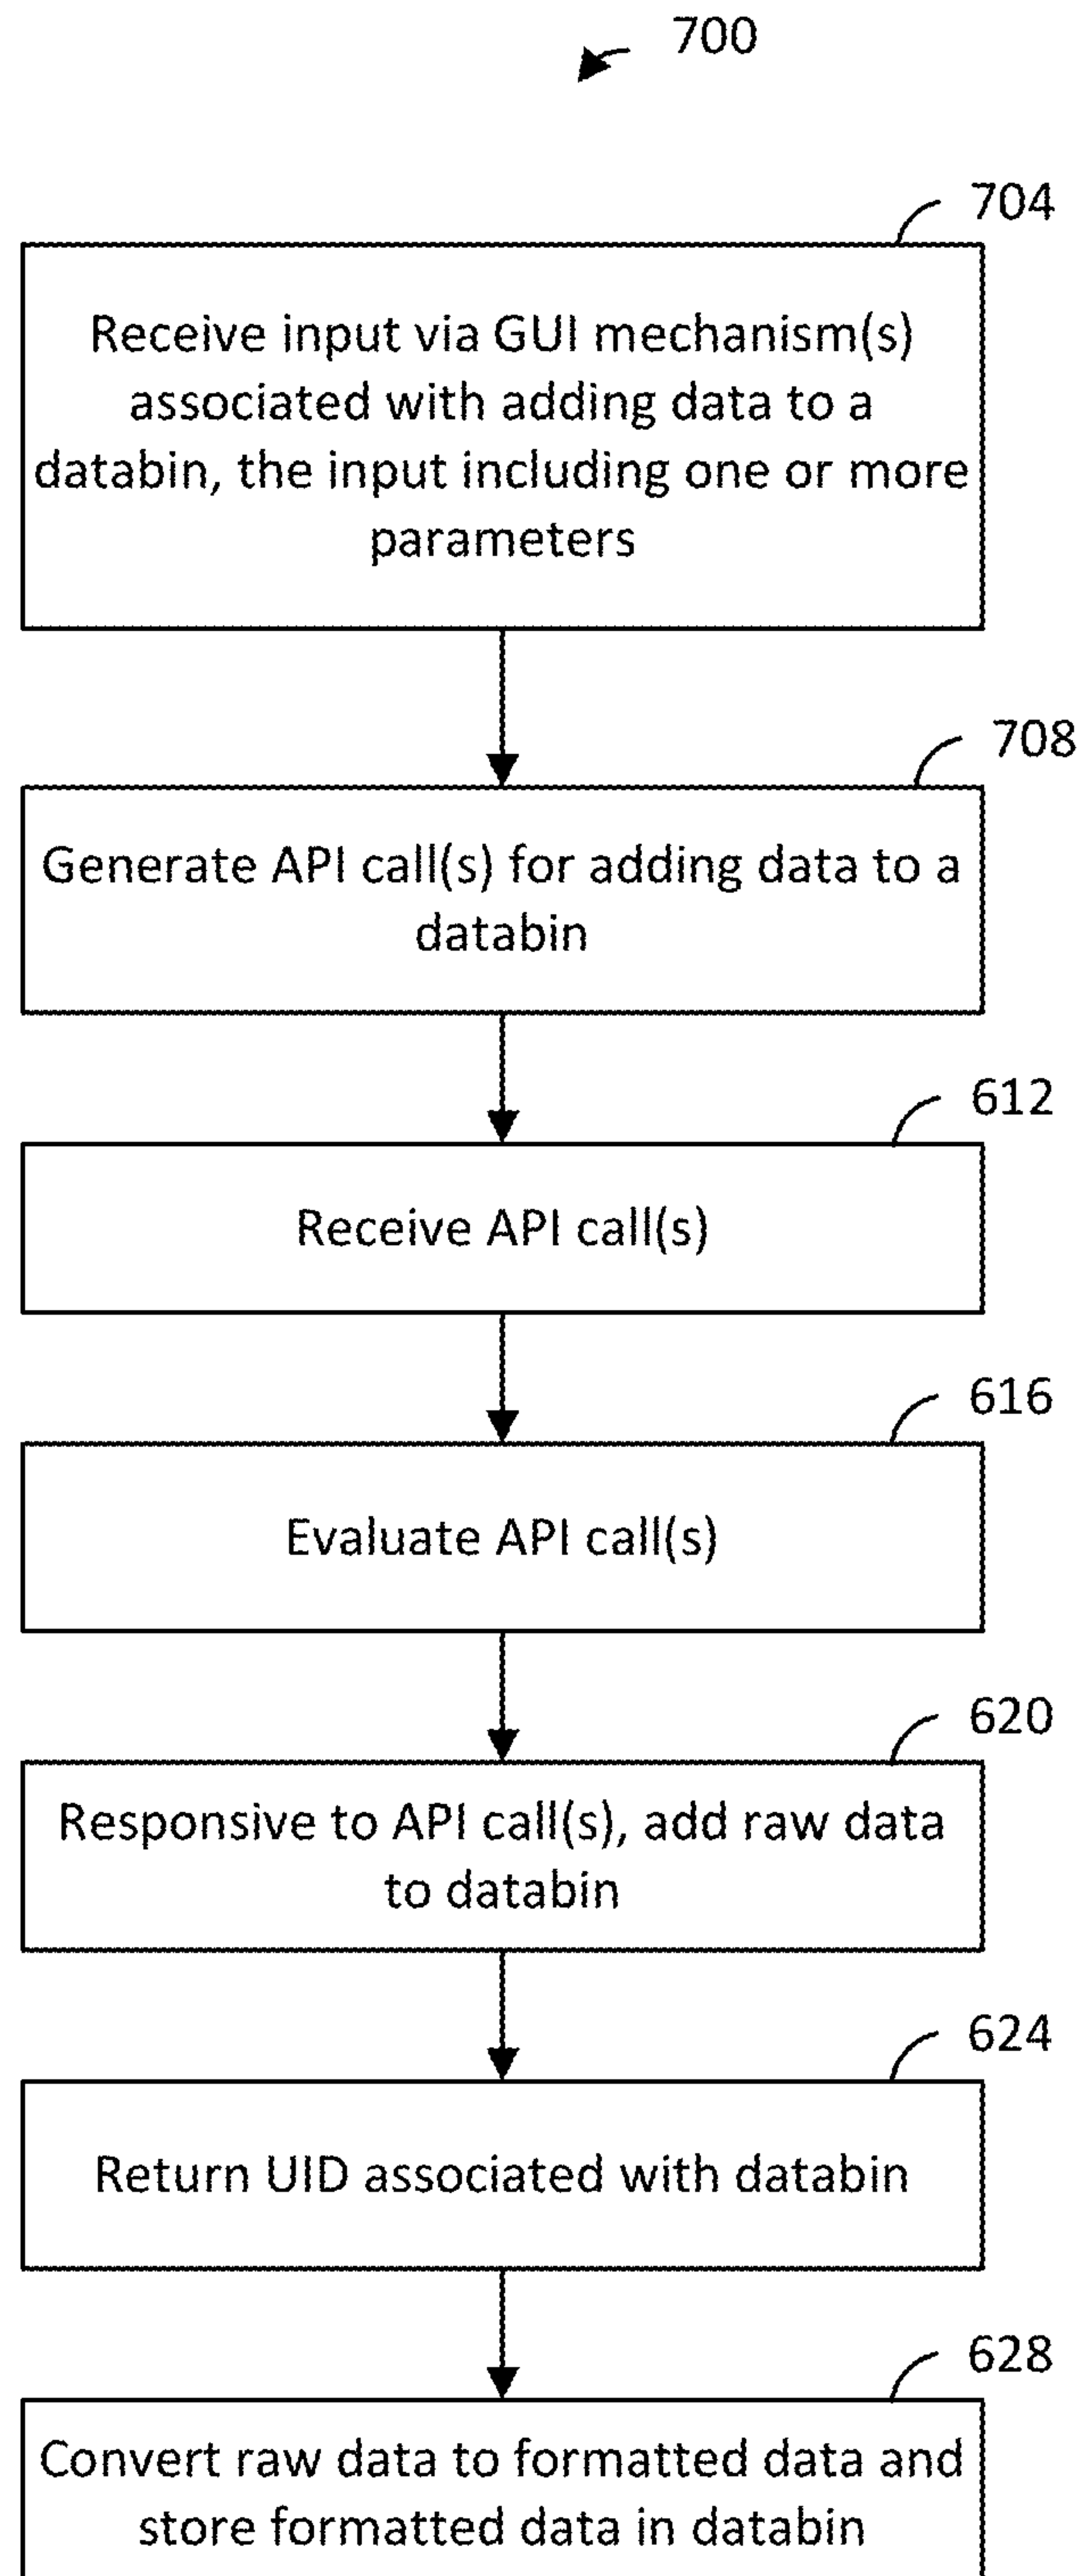 700
704
Receive input via GUI mechanism(s)
associated with adding data to a
databin, the input including one or more
parameters
708
Generate API call(s) for adding data to a
databin
612
Receive API call(s)
616
Evaluate API call(s)
620
Responsive to API call(s), add raw data
to databin
624
Return UID associated with databin
628
Convert raw data to formatted data and
store formatted data in databin